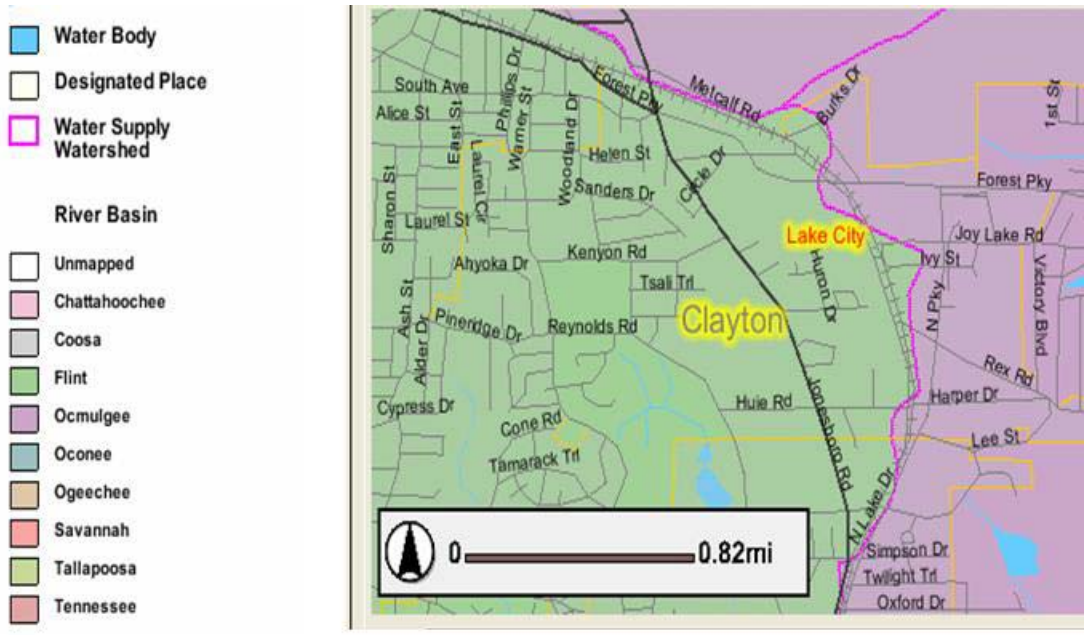 Water Body
Designated Place
Water Supply
Watershed
River Basin
Unmapped
Chattahoochee
Coosa
Flint
Ocmulgee
Oconee
Ogeechee
Savannah
Tallapoosa
Tennessee
South Ave
Alice St
East St
Phillips Dr
Warner St
Woodland Dr
Forest Pky
Metcalf Rd
Burks Dr
1st St
Helen St
Circle Dr
Sanders Dr
Forest Pky
Sharon St
Laurel Cir
Laurel St
Lake City
Joy Lake Rd
Ivy St
Kenyon Rd
Ahyoka Dr
Tsali Trl
Huron Dr
Victory Blvd
N Pky
Ash St
Pineridge Dr
Reynolds Rd
Clayton
Alder Dr
Rex Rd
Cypress Dr
Huie Rd
Jonesboro Rd
Harper Dr
Cone Rd
Lee St
Tamarack Trl
N Lake Dr
0
0.82mi
Simpson Dr
Twilight Trl
Oxford Dr